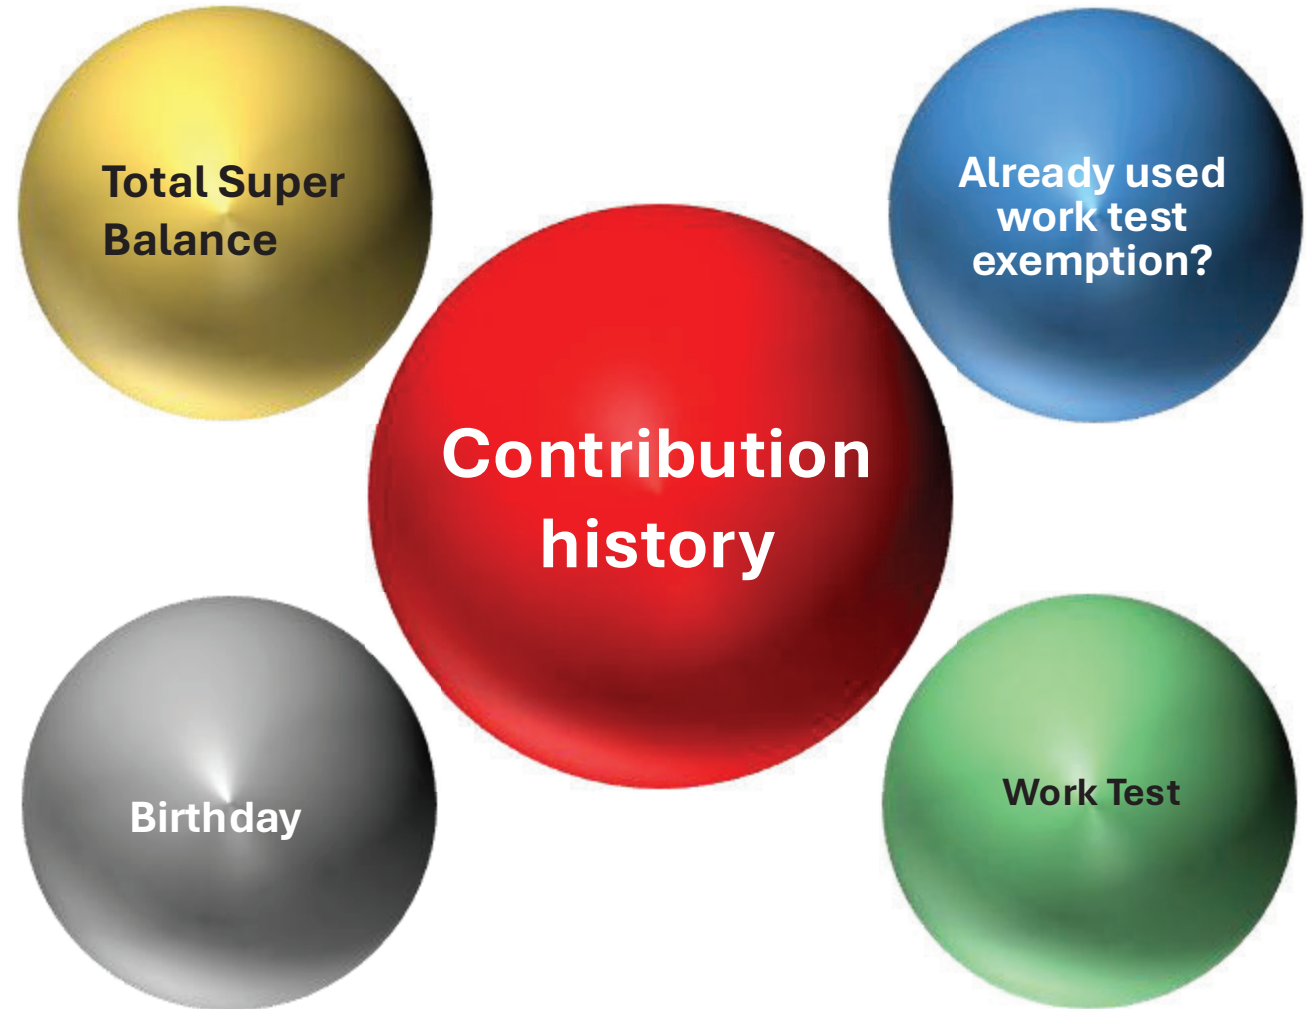 Total Super
Balance
Already used
work test
exemption?
Contribution
history
Birthday
Work Test